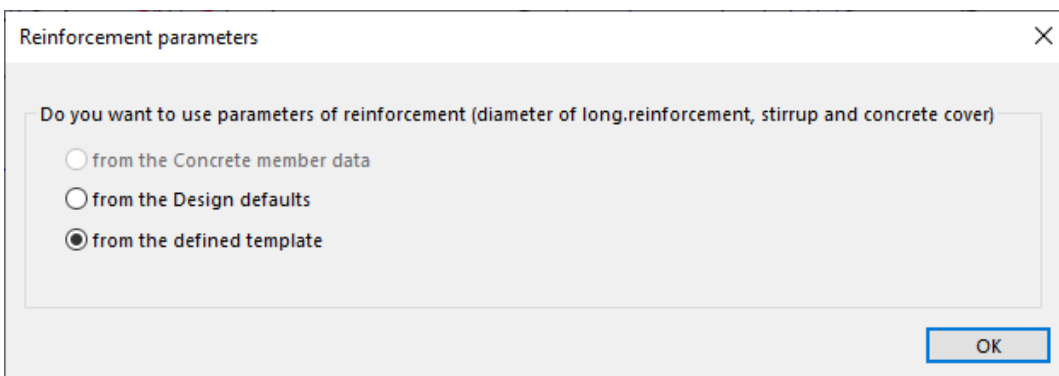 Reinforcement parameters
Do you want to use parameters of reinforcement (diameter of long.reinforcement, stirrup and concrete cover)
from the Concrete member data
from the Design defaults
from the defined template
OK